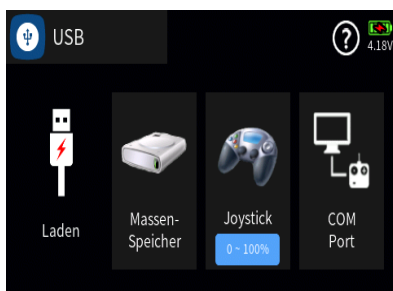 USB
?
4.18V
Laden
Massen-
Speicher
Joystick
0 ~ 100%
COM
Port